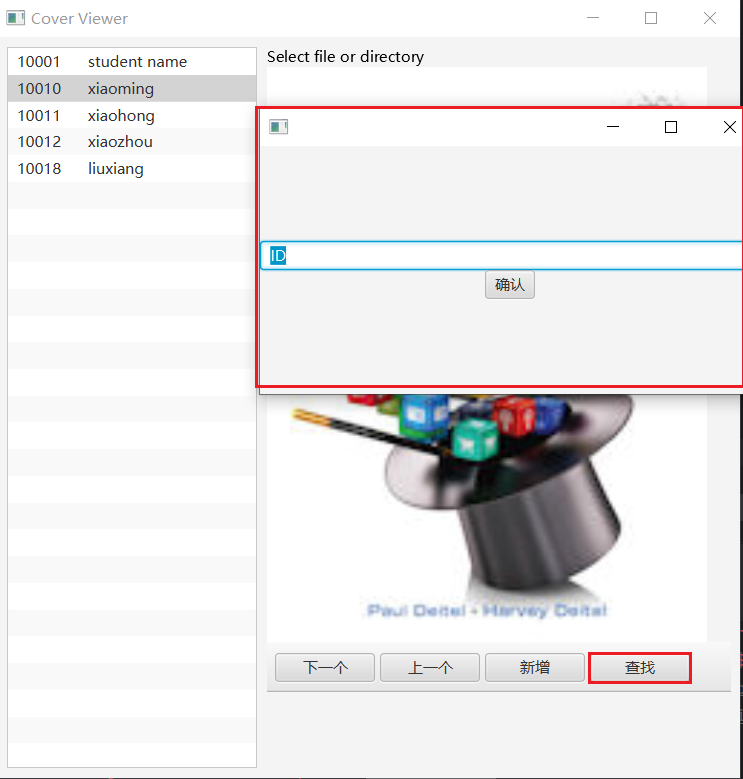 Cover Viewer
10001 student name
10010 xiaoming
10011 xiaohong
10012 xiaozhou
10018 liuxiang
Select file or directory
ID
确认
Paul Deitel - Harvey Deitel
下一个 上一个 新增 查找